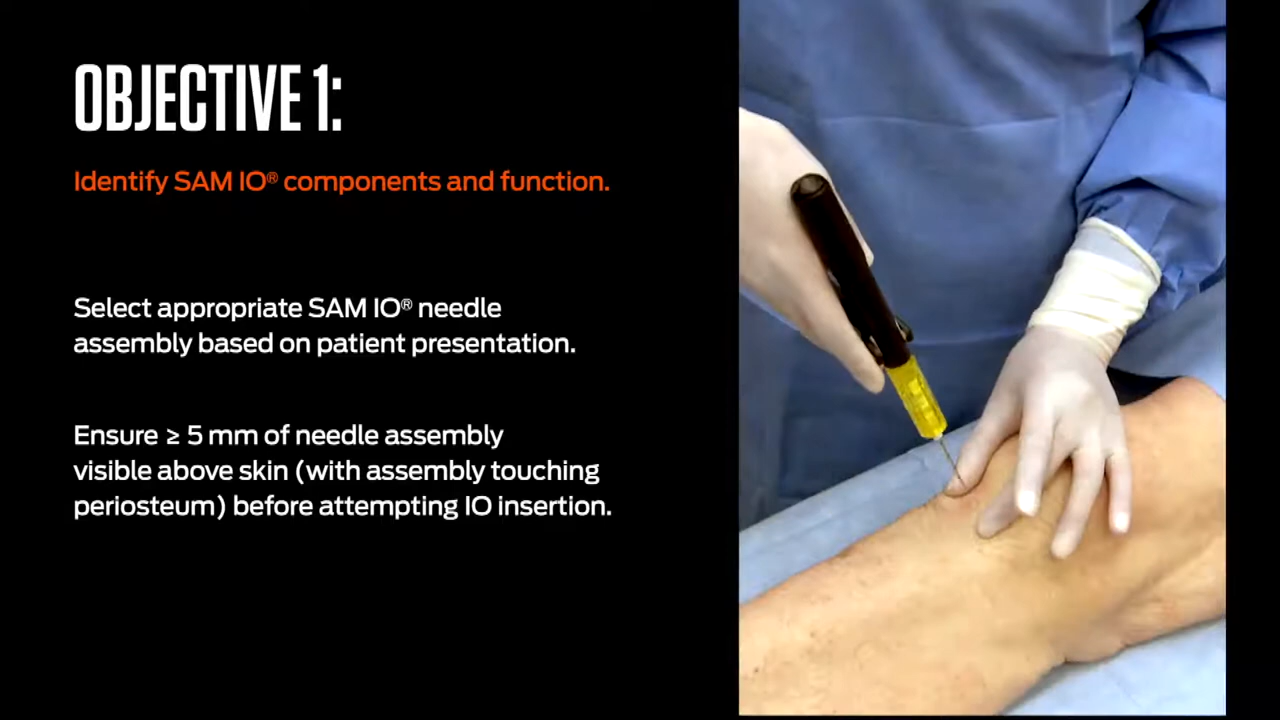 OBJECTIVE 1:
Identify SAM IO® components and function.
Select appropriate SAM IO® needle
assembly based on patient presentation.
Ensure ≥ 5 mm of needle assembly
visible above skin (with assembly touching
periosteum) before attempting IO insertion.